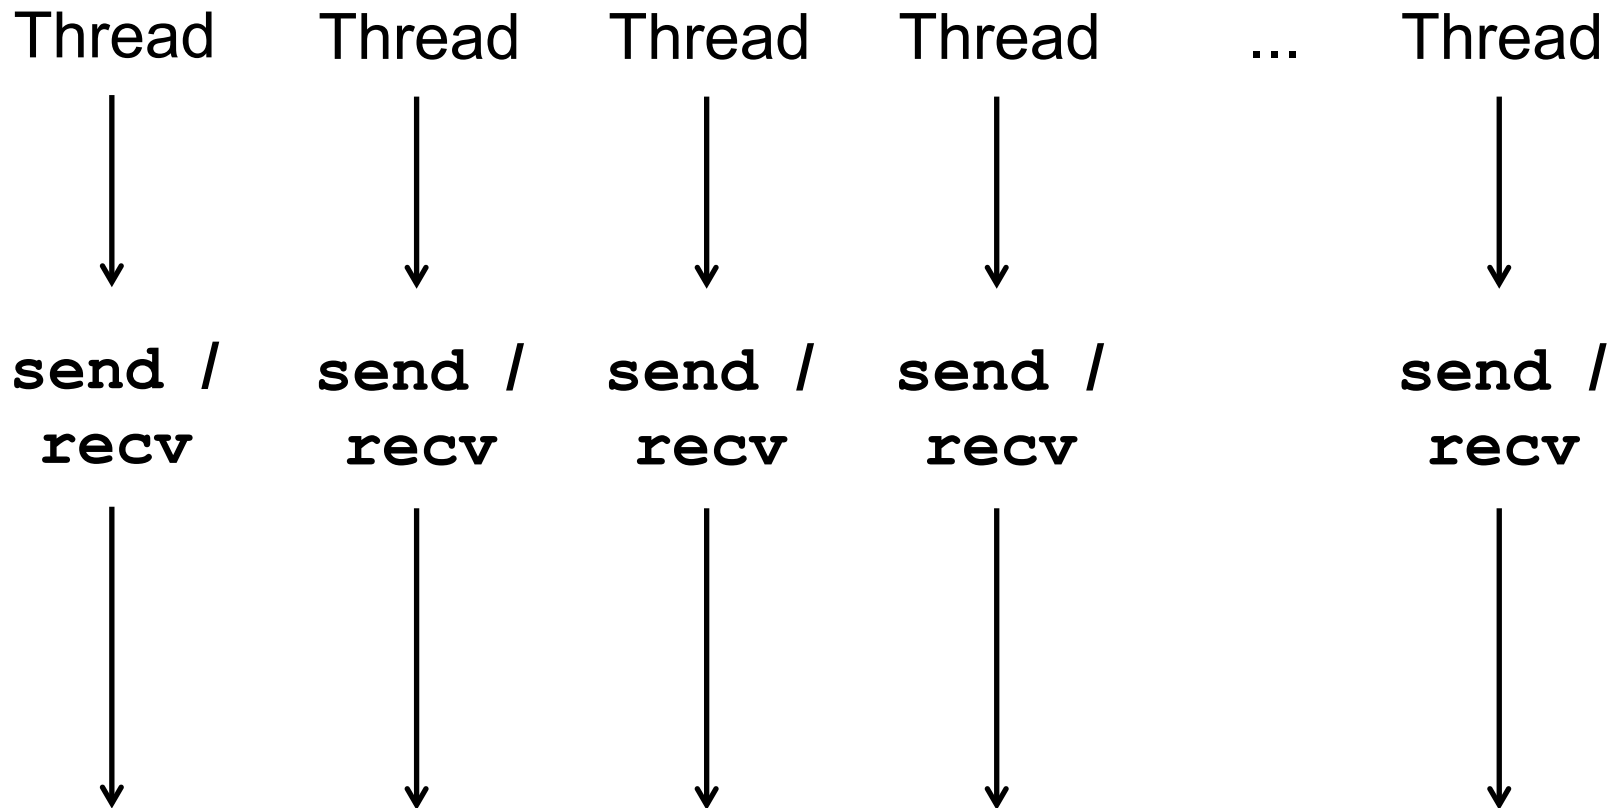 Thread Thread Thread Thread ... Thread
send / send / send / send / send /
recv recv recv recv recv